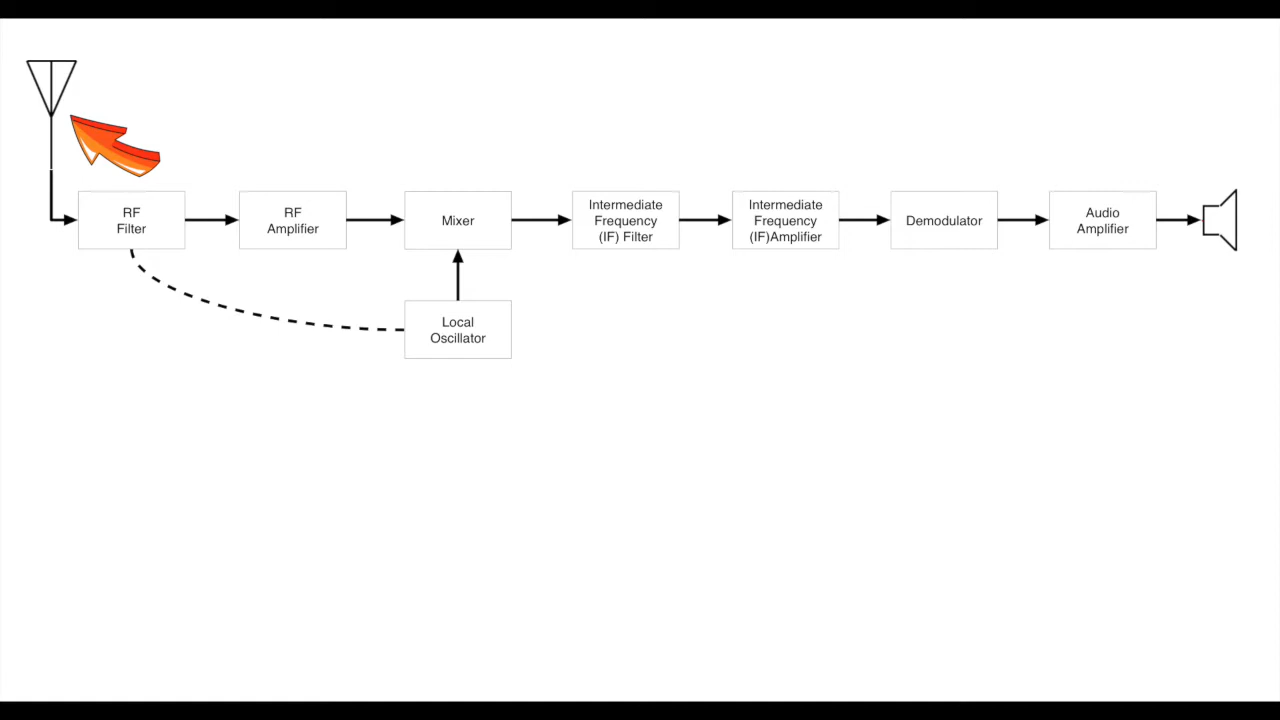 RF
Filter
RF
Amplifier
Mixer
Intermediate
Frequency
(IF) Filter
Intermediate
Frequency
(IF)Amplifier
Demodulator
Audio
Amplifier
Local
Oscillator